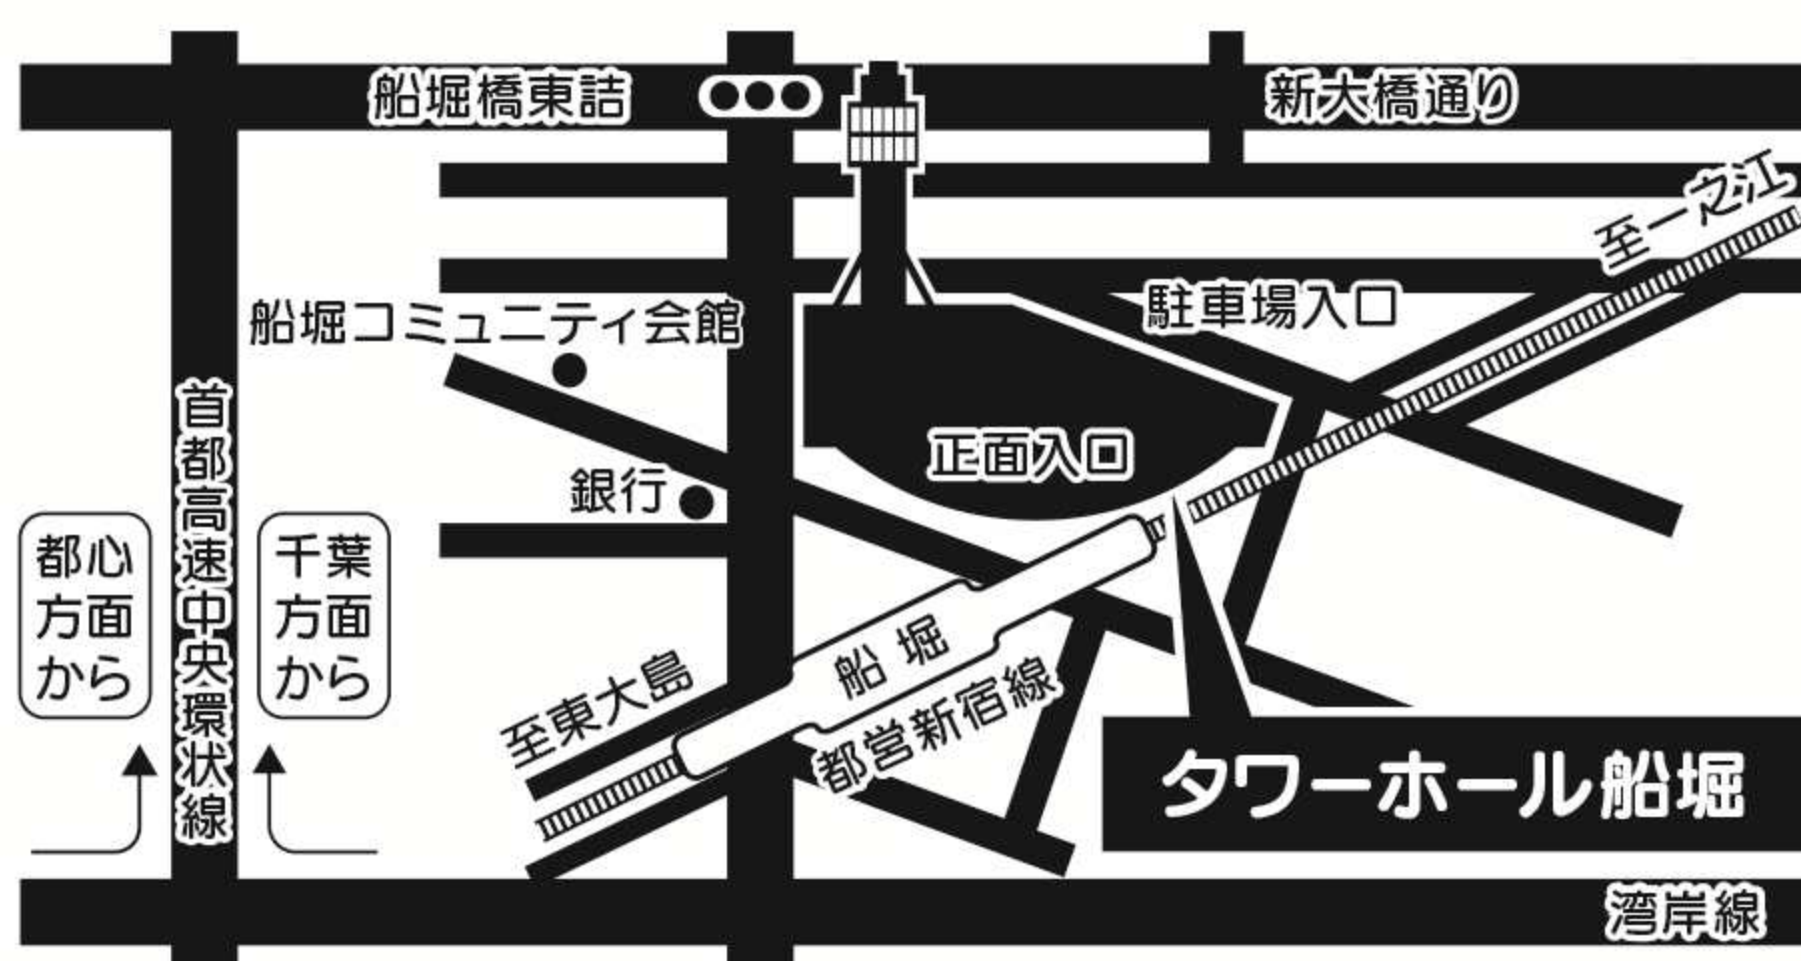 船堀橋東詰
新大橋通り
至一之江
船堀コミュニティ会館
駐車場入口
首都高速中央環状線
正面入口
銀行
都心
方面
から
千葉
方面
から
船堀
至東大島
都営新宿線
タワーホール船堀
湾岸線